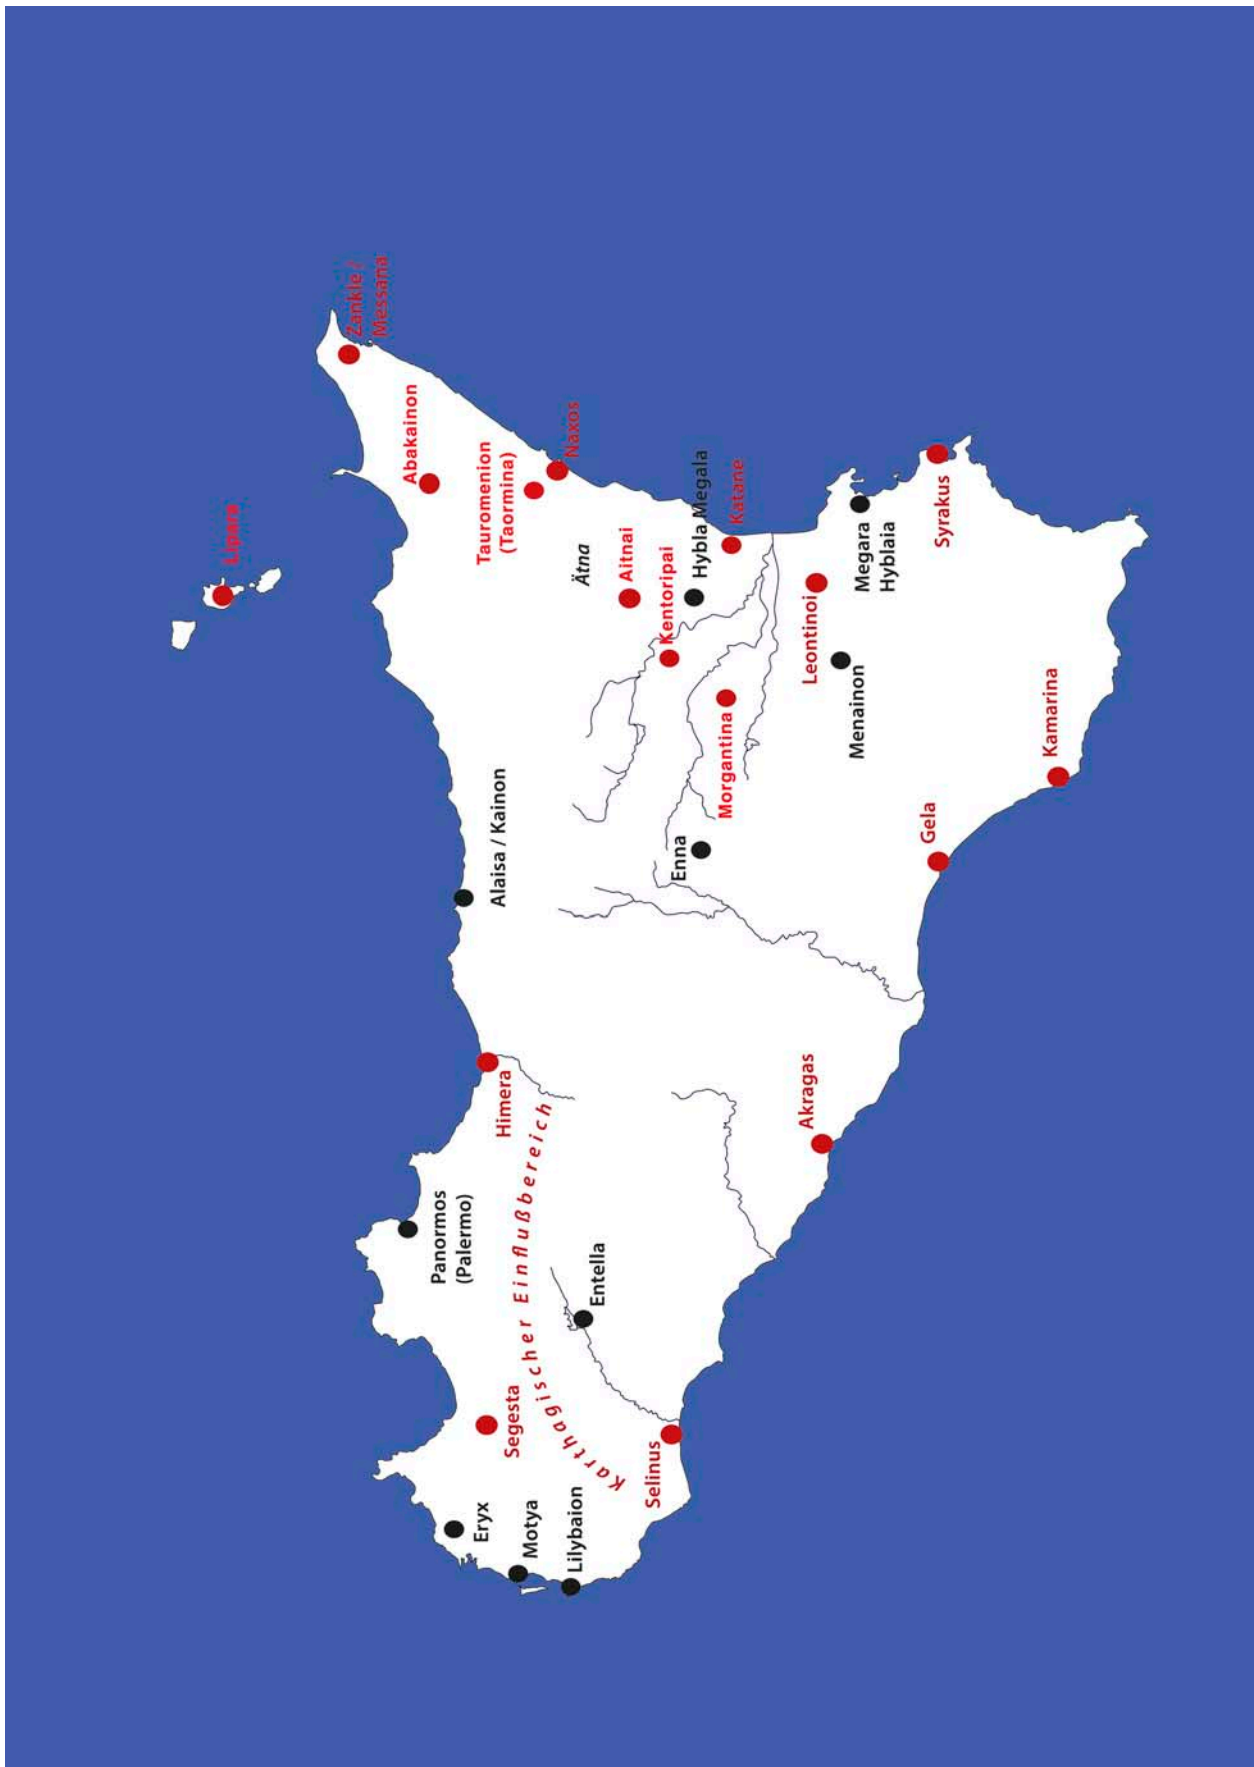 Lipara
Zankle /
Messana
Abakainon
Tauromenion
(Taormina)
Naxos
Ätna
Aitnai
Kentoripai
Hybla Megala
Katane
Morgantina
Leontinoi
Megara
Hyblaia
Menainon
Syrakus
Kamarina
Gela
Enna
Alaisa / Kainon
Himera
Akragas
Panormos
(Palermo)
Karthagischer Einflußbereich
Entella
Segesta
Selinus
Eryx
Motya
Lilybaion